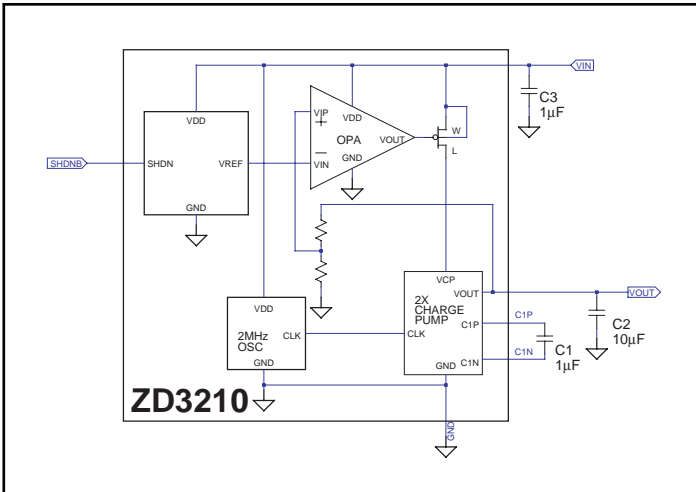 VIN
C3
1µF
VDD
SHDNB
SHDN
VREF
GND
VIP
+
VDD
OPA
VOUT
GND
VIN
W
L
VCP
VOUT
2X
CHARGE
PUMP
C1P
CLK
GND
C1N
VDD
2MHz
OSC
CLK
GND
C1P
C1N
C1
1µF
VOUT
C2
10µF
GND
ZD3210